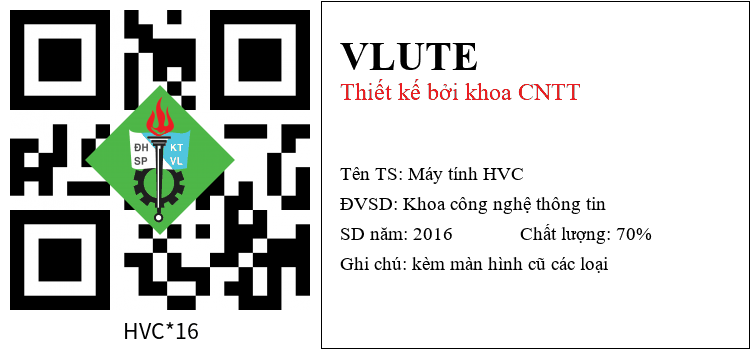 ĐH KT
SP VL
HVC*16
VLUTE
Thiết kế bởi khoa CNTT
Tên TS: Máy tính HVC
ĐVSD: Khoa công nghệ thông tin
SD năm: 2016 Chất lượng: 70%
Ghi chú: kèm màn hình cũ các loại